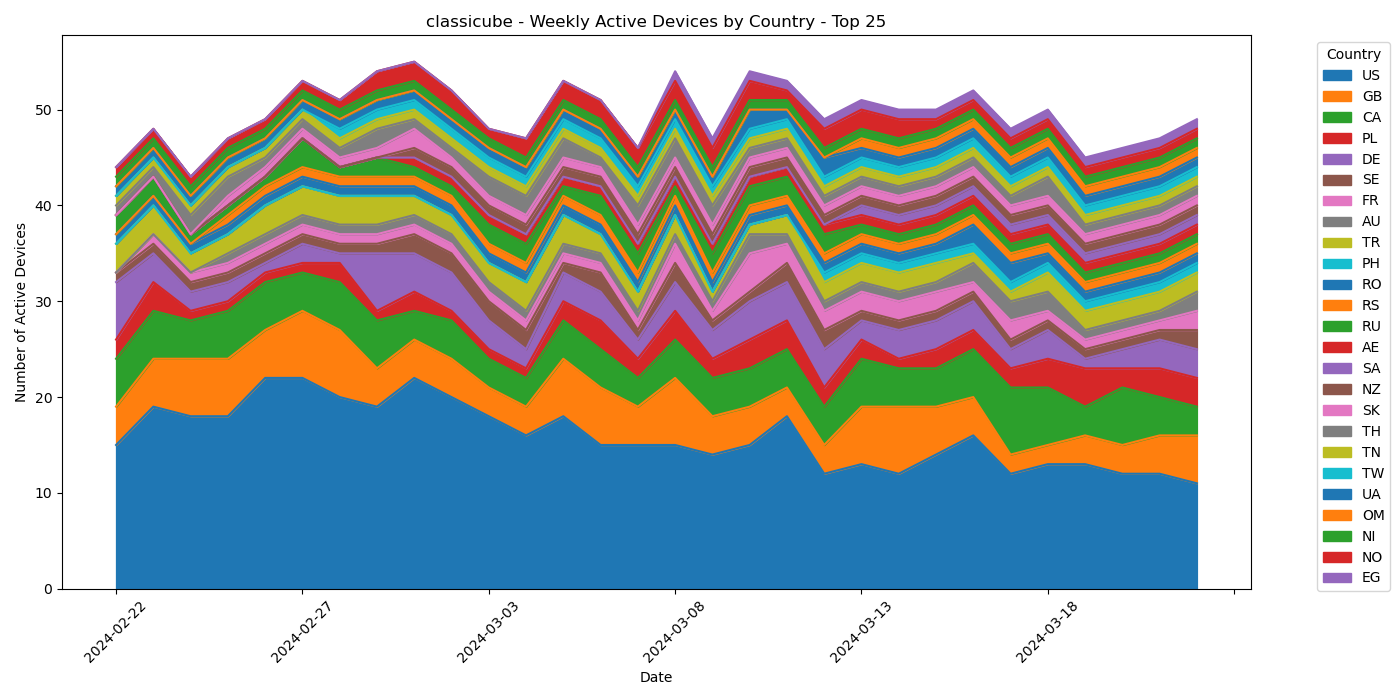 classicube - Weekly Active Devices by Country - Top 25
Number of Active Devices
50
40
30
20
10
0
2024-02-22
2024-02-27
2024-03-03
2024-03-08
2024-03-13
2024-03-18
Date
Country
US
GB
CA
PL
DE
SE
FR
AU
TR
PH
RO
RS
RU
AE
SA
NZ
SK
TH
TN
TW
UA
OM
NI
NO
EG